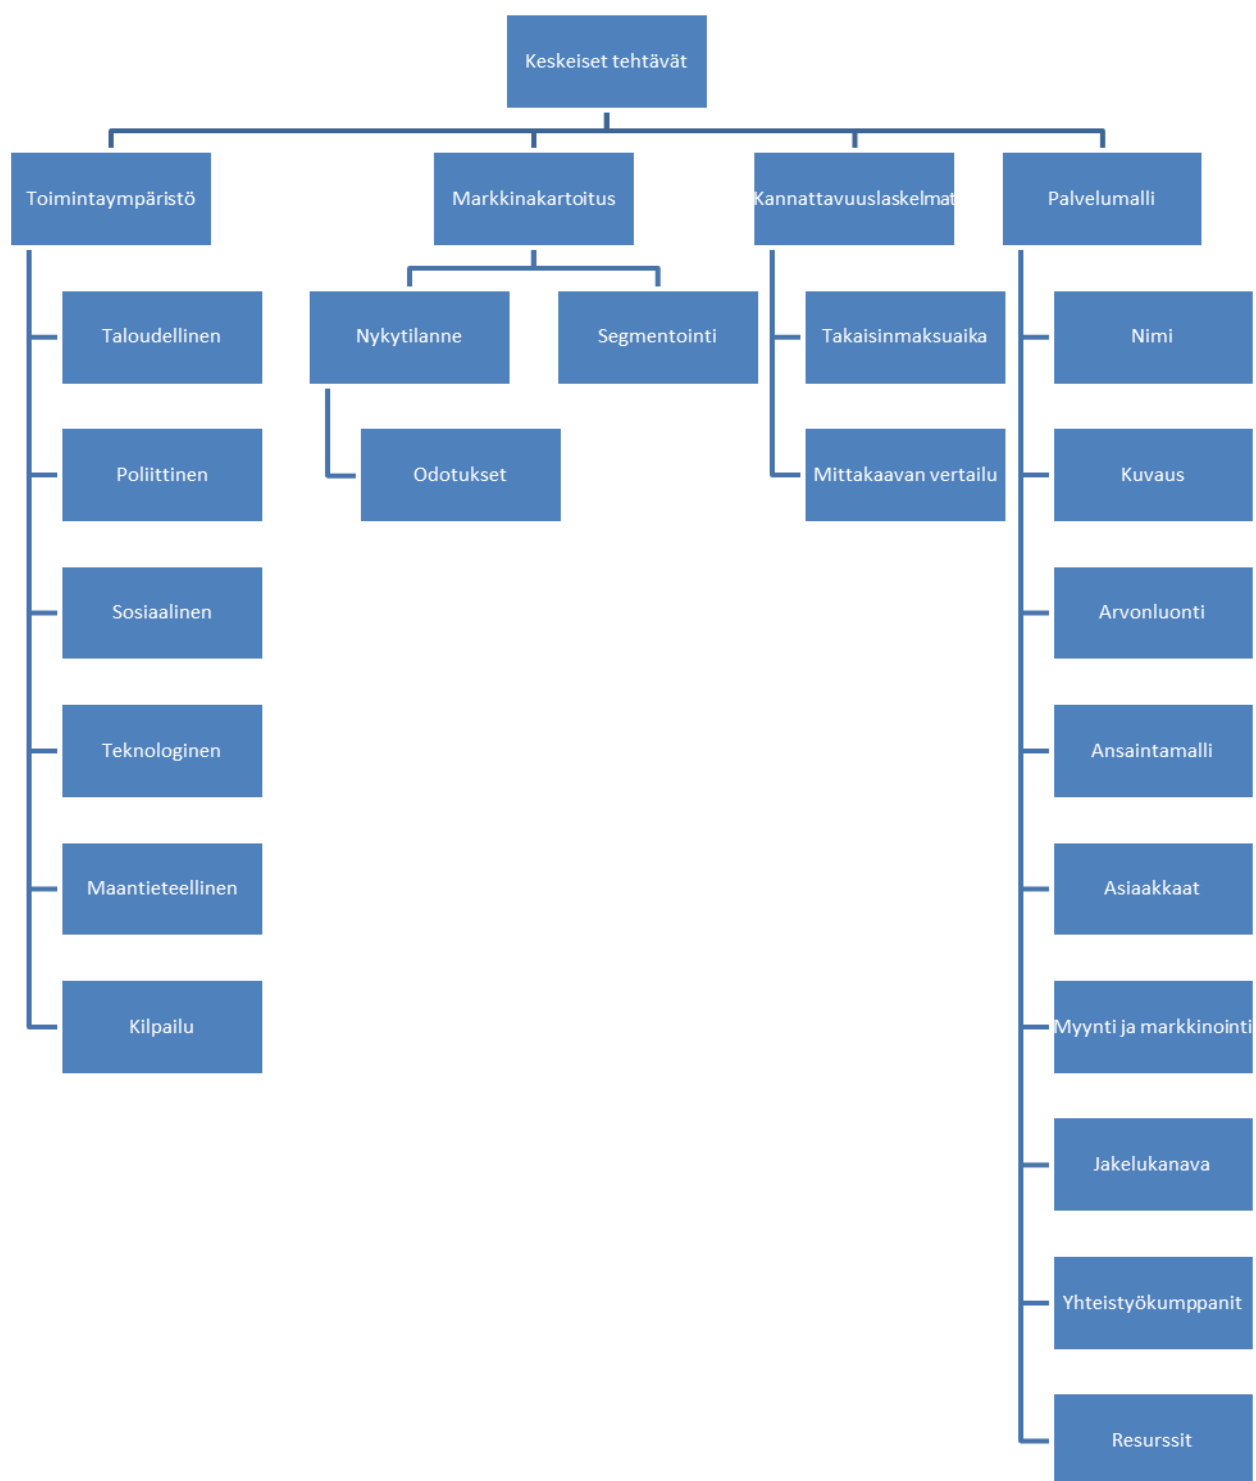 Keskeiset tehtävät
Toimintaympäristö
Markkinakartoitus
Kannattavuuslaskelmat
Palvelumalli
Taloudellinen
Nykytilanne
Segmentointi
Takaisinmaksuaika
Nimi
Poliittinen
Odotukset
Mittakaavan vertailu
Kuvaus
Sosiaalinen
Arvonluonti
Teknologinen
Ansaintamalli
Maantieteellinen
Asiaakkaat
Kilpailu
Myynti ja markkinointi
Jakelukanava
Yhteistyökumppanit
Resurssit